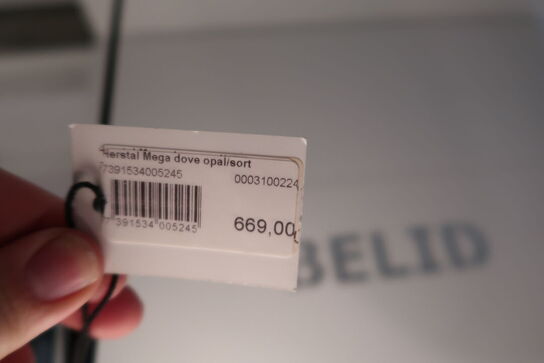 Herstal Mega dove opal/sort
7391534005245
0003100224
391534 005245
669,00
BELID